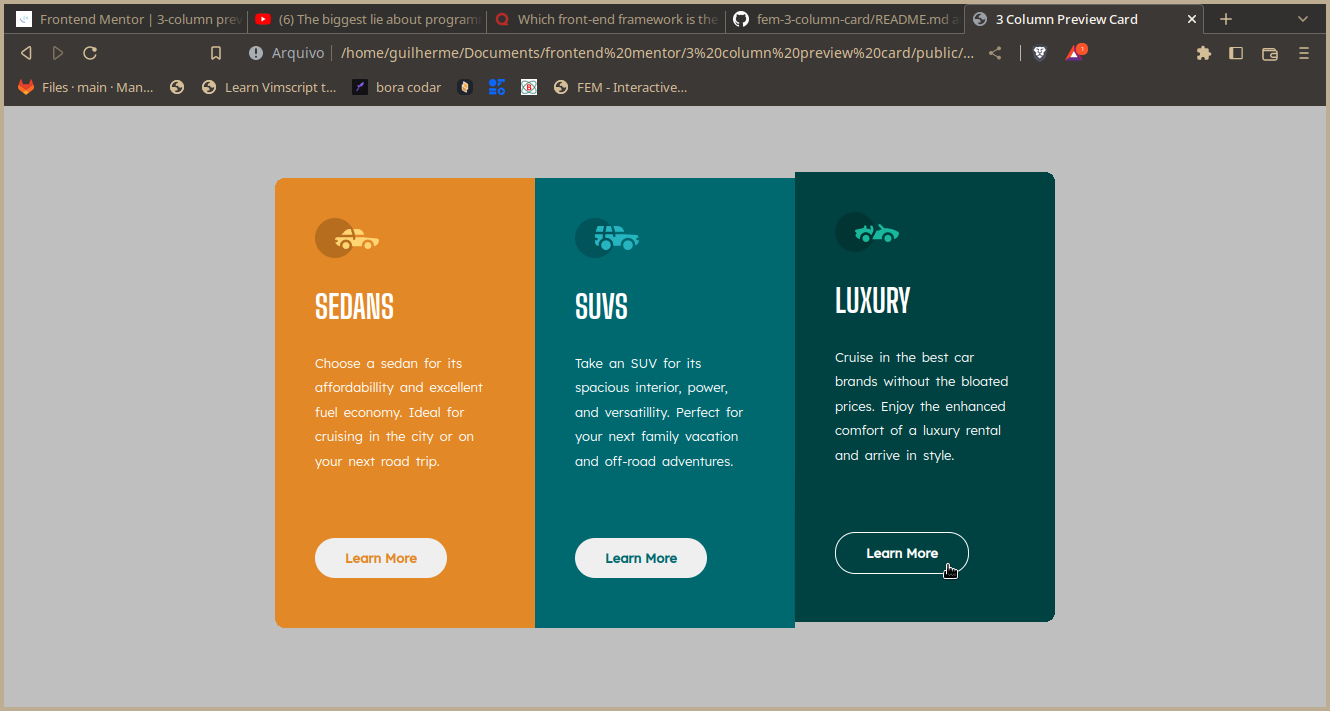 Frontend Mentor | 3-column prev
(6) The biggest lie about program
Which front-end framework is the
fem-3-column-card/README.md a
3 Column Preview Card
Arquivo
/home/guilherme/Documents/frontend%20mentor/3%20column%20preview%20card/public/...
1
Files · main · Man...
Learn Vimscript t...
bora codar
FEM - Interactive...
SEDANS
Choose a sedan for its
affordabillity and excellent
fuel economy. Ideal for
cruising in the city or on
your next road trip.
Learn More
SUVS
Take an SUV for its
spacious interior, power,
and versatillity. Perfect for
your next family vacation
and off-road adventures.
Learn More
LUXURY
Cruise in the best car
brands without the bloated
prices. Enjoy the enhanced
comfort of a luxury rental
and arrive in style.
Learn More